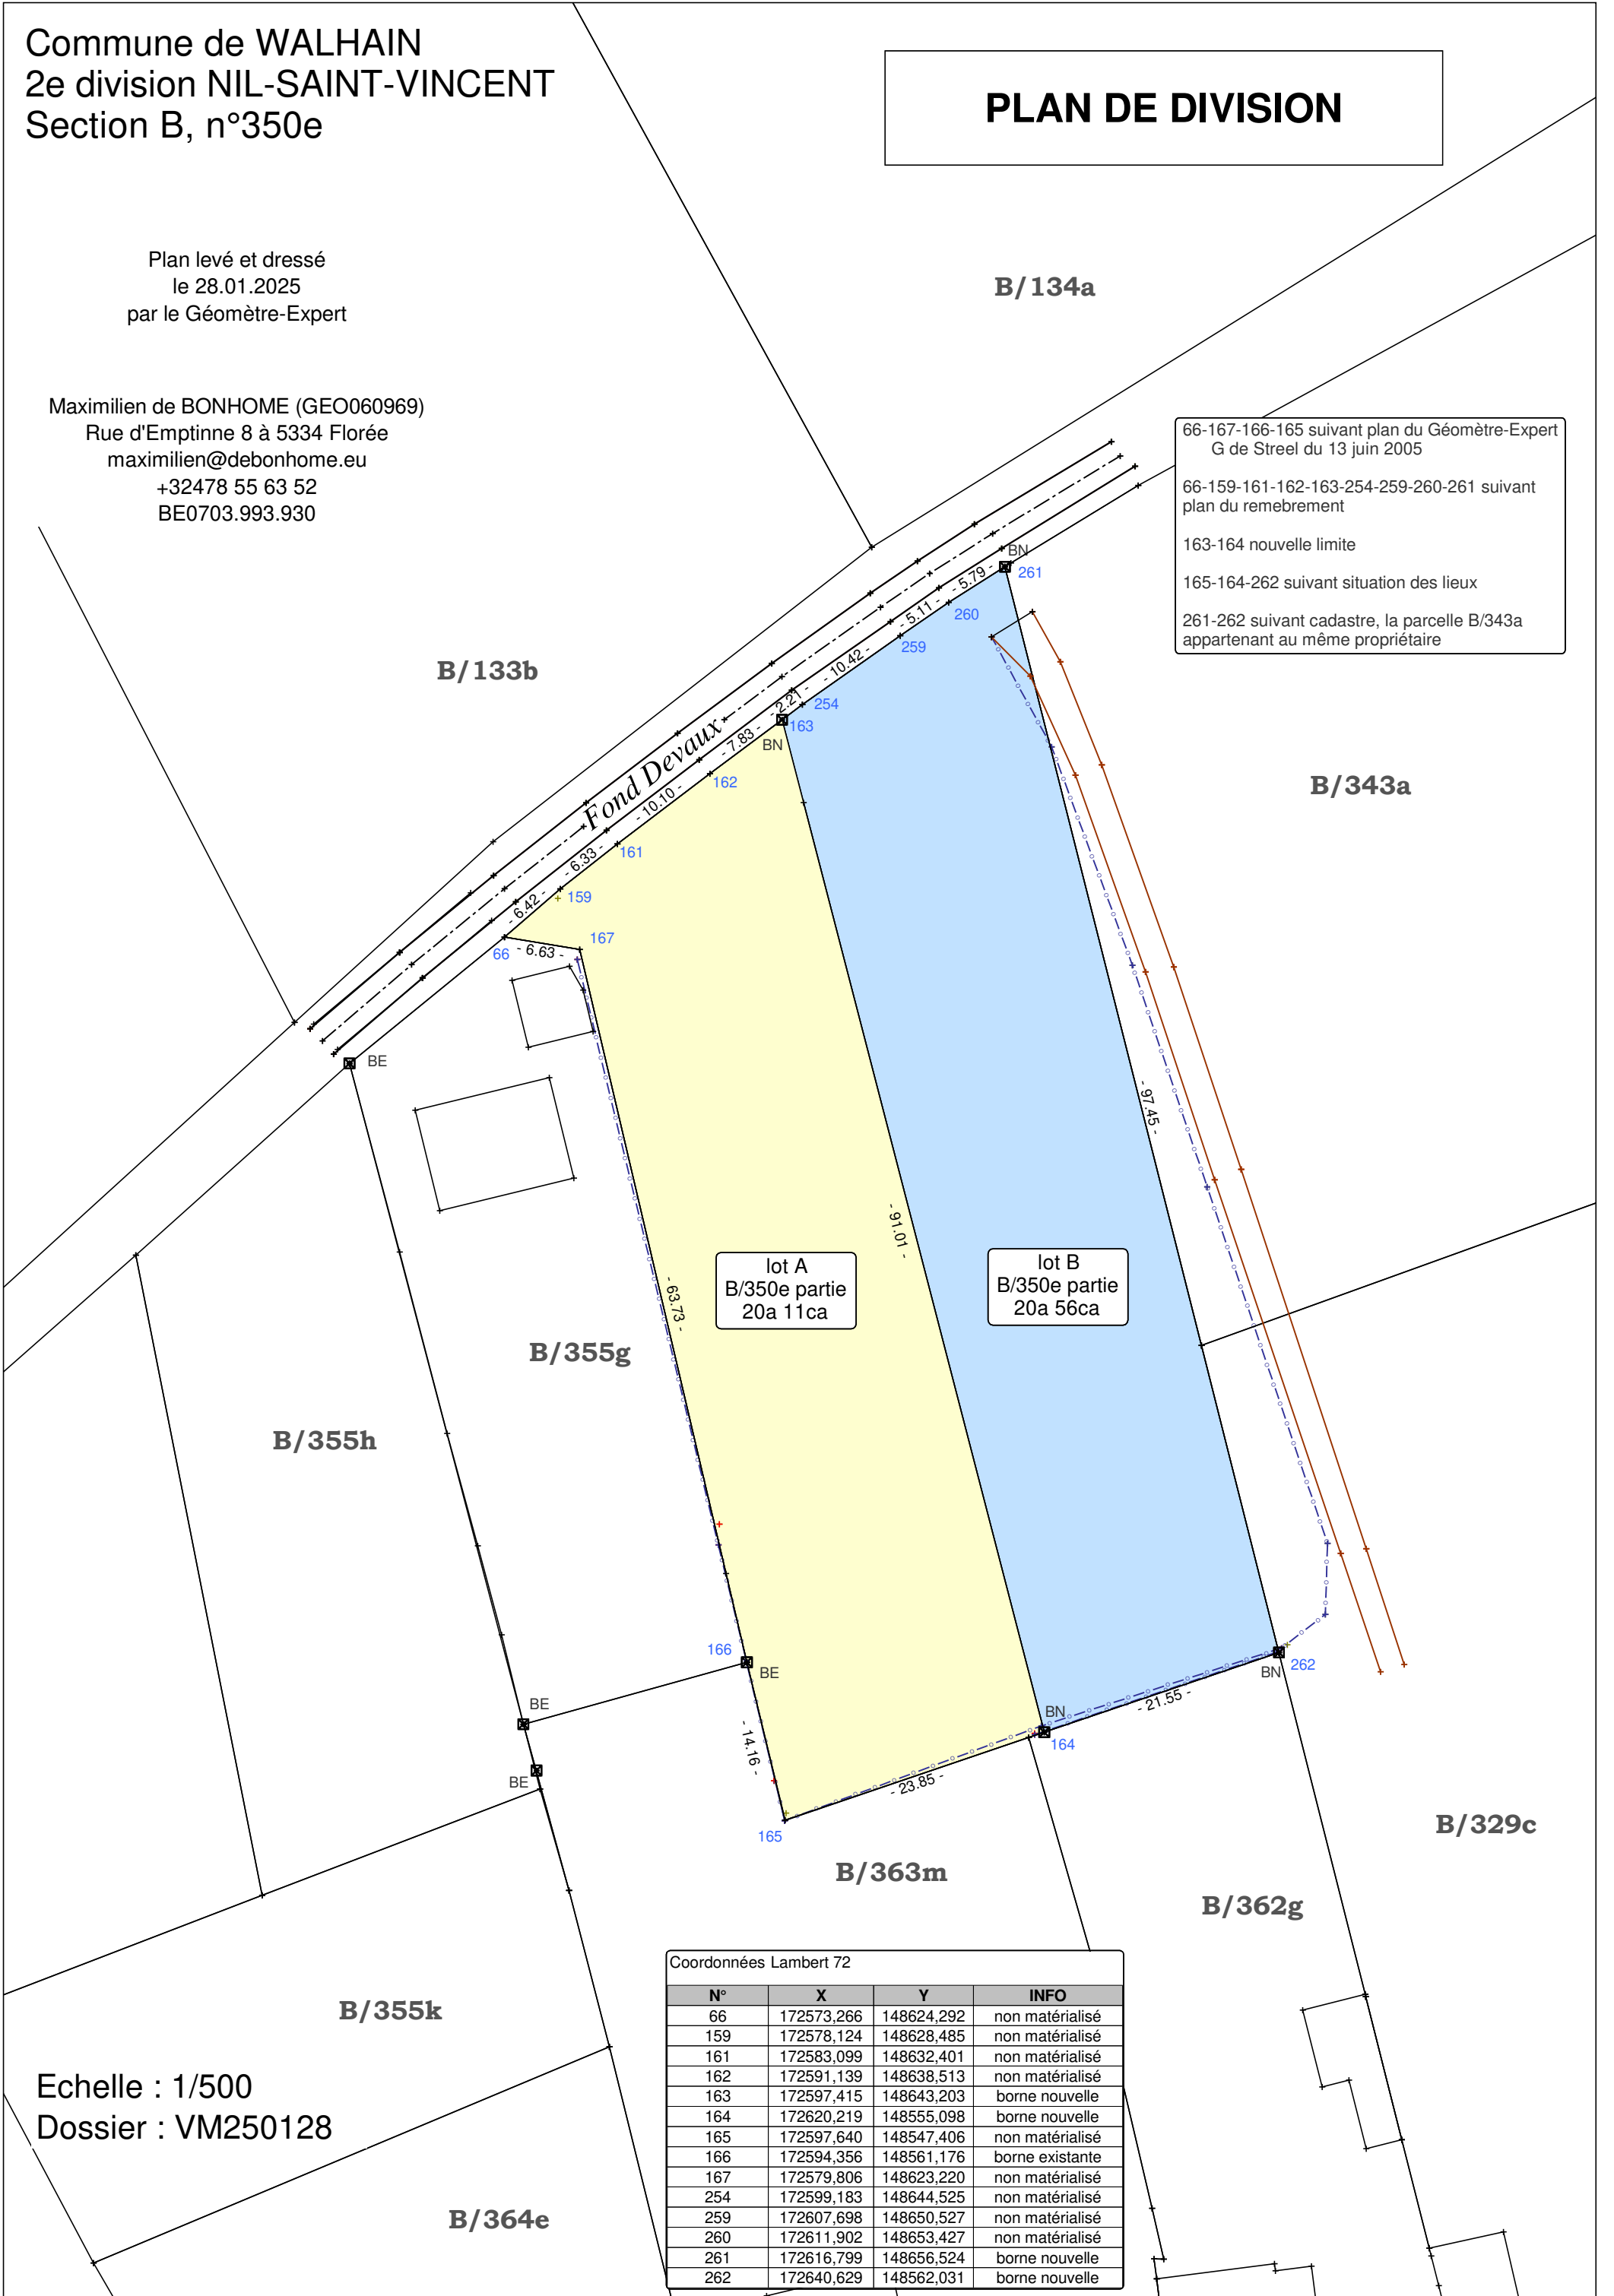 Commune de WALHAIN
2e division NIL-SAINT-VINCENT
Section B, n°350e
PLAN DE DIVISION
Plan levé et dressé
le 28.01.2025
par le Géomètre-Expert
Maximilien de BONHOME (GEO060969)
Rue d'Emptinne 8 à 5334 Florée
maximilien@debonhome.eu
+32478 55 63 52
BE0703.993.930
B/134a
66-167-166-165 suivant plan du Géomètre-Expert
G de Streel du 13 juin 2005
66-159-161-162-163-254-259-260-261 suivant
plan du remebrement
163-164 nouvelle limite
165-164-262 suivant situation des lieux
261-262 suivant cadastre, la parcelle B/343a
appartenant au même propriétaire
BN
261
- 5.79 -
260
- 5.11 -
259
- 10.42 -
B/133b
254
- 2.21 -
163
BN
- 7.83 -
162
Fond Devaux
B/343a
- 10.10 -
161
- 6.33 -
159
- 6.42 -
167
66
- 6.63 -
BE
- 97.45 -
- 91.01 -
- 63.73 -
lot A
B/350e partie
20a 11ca
lot B
B/350e partie
20a 56ca
B/355g
B/355h
166
BE
262
BN
BE
- 21.55 -
BN
164
- 14.16 -
BE
- 23.85 -
165
B/329c
B/363m
B/362g
B/355k
Echelle : 1/500
Dossier : VM250128
B/364e
Coordonnées Lambert 72
N° X Y INFO
66 172573,266 148624,292 non matérialisé
159 172578,124 148628,485 non matérialisé
161 172583,099 148632,401 non matérialisé
162 172591,139 148638,513 non matérialisé
163 172597,415 148643,203 borne nouvelle
164 172620,219 148555,098 borne nouvelle
165 172597,640 148547,406 non matérialisé
166 172594,356 148561,176 borne existante
167 172579,806 148623,220 non matérialisé
254 172599,183 148644,525 non matérialisé
259 172607,698 148650,527 non matérialisé
260 172611,902 148653,427 non matérialisé
261 172616,799 148656,524 borne nouvelle
262 172640,629 148562,031 borne nouvelle